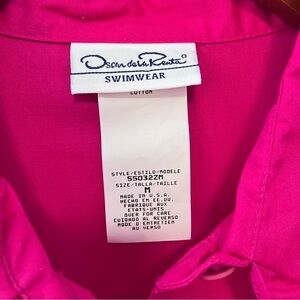 Oscar de la Renta
SWIMWEAR
COTTON
STYLE/ESTILO/MODELE
SS032ZM
SIZE/TALLA/TAILLE
M
MADE IN U.S.A.
HECHO EN EE.UU.
FABRIQUE AUX
ETATS-UNIS
OVER FOR CARE
CUIDADO AL REVERSO
MODE D ENTRETIEN
AU VERSO